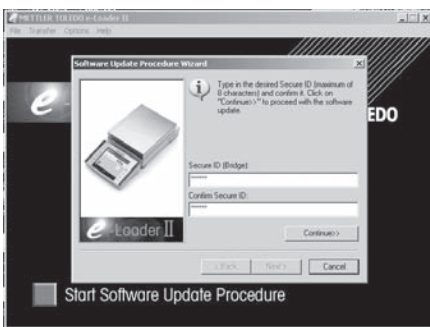 METTLER TOLEDO e-Loader II
File Transfer Options Help
Software Update Procedure Wizard
Type in the desired Secure ID (maximum of
8 characters) and confirm it. Click on
"Continue>>" to proceed with the software
update.
e
EDO
Secure ID (Bridge):
Confirm Secure ID:
e-Loader II
Continue>>
< Back
Next >
Cancel
Start Software Update Procedure